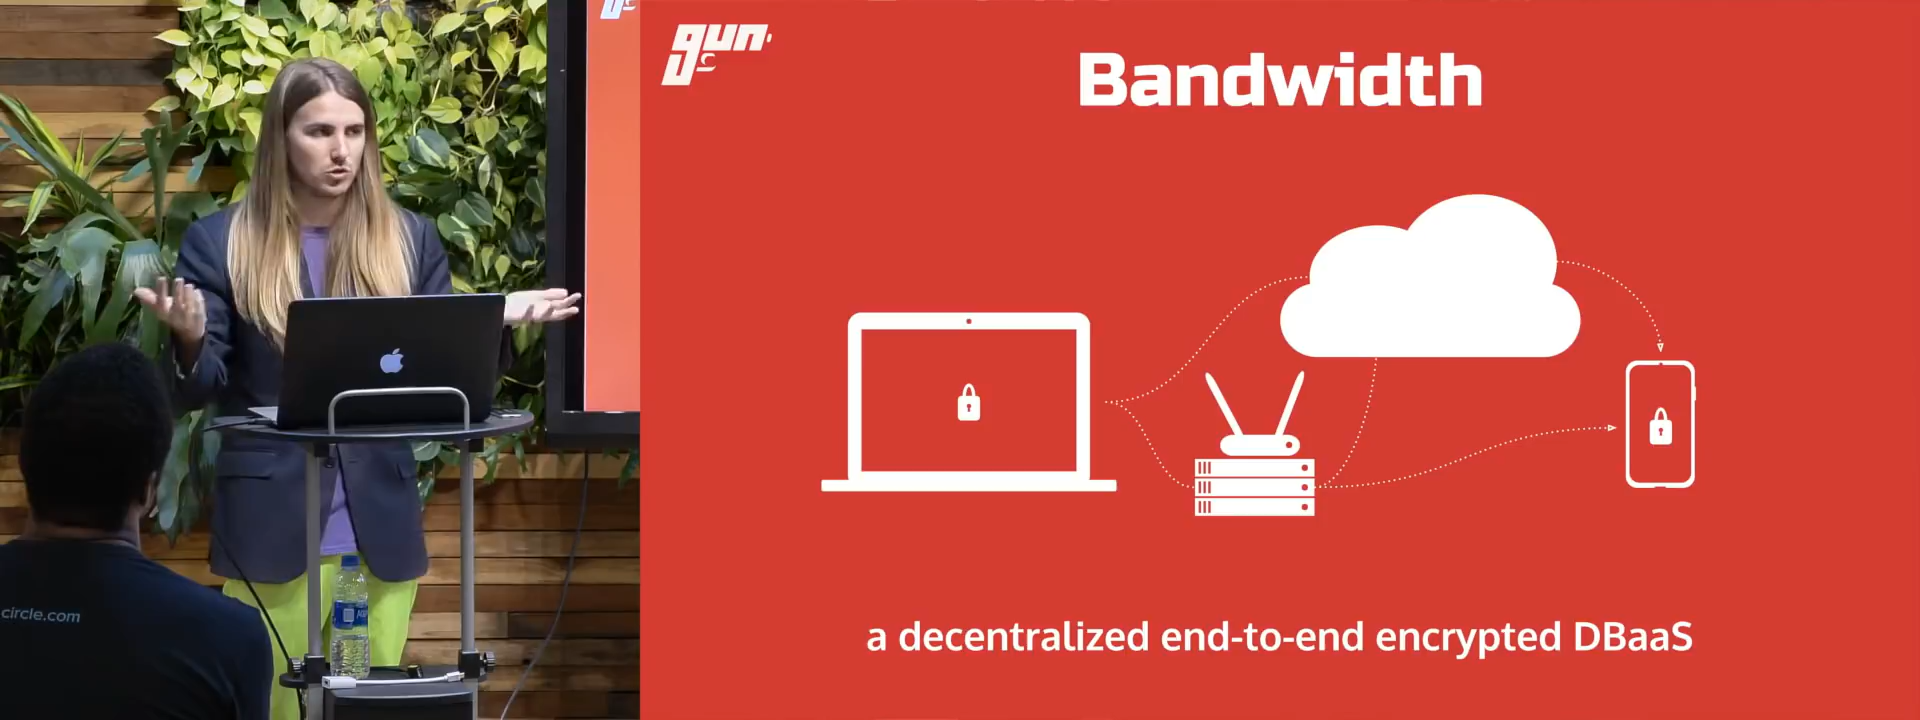 gun
Bandwidth
a decentralized end-to-end encrypted DBaaS
circle.com